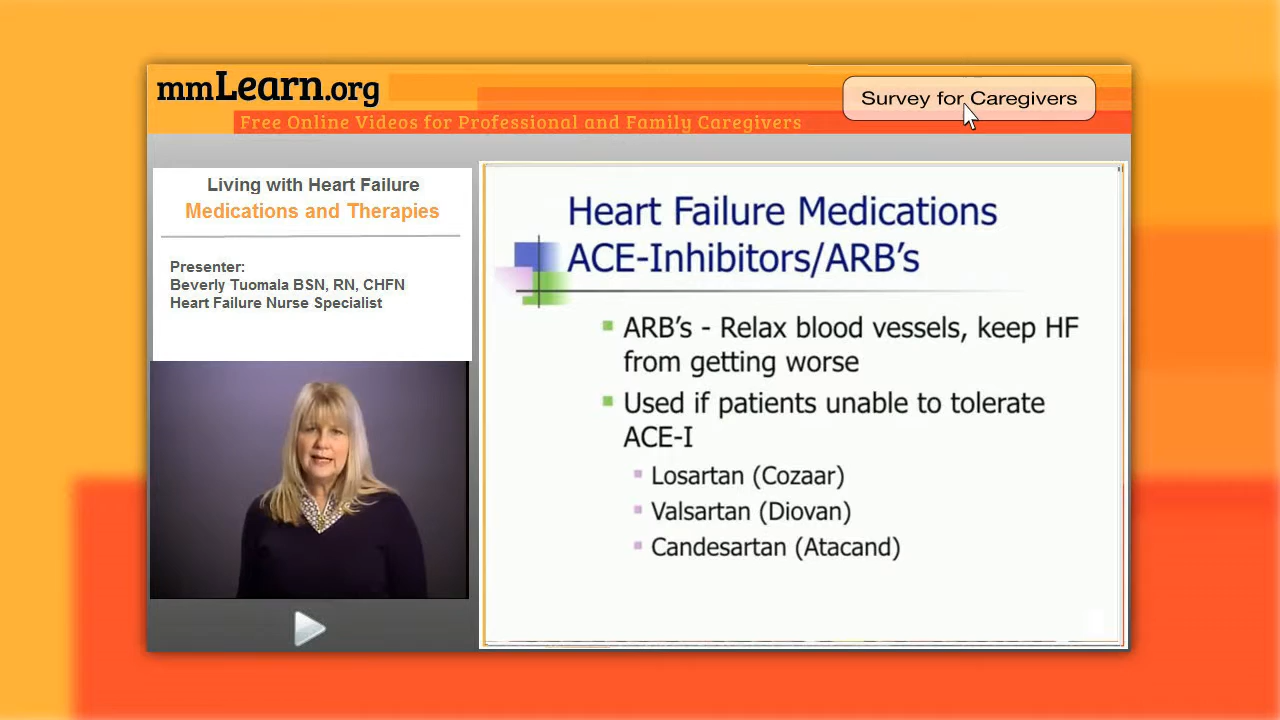 mmLearn.org
Free Online Videos for Professional and Family Caregivers
Survey for Caregivers
Living with Heart Failure
Medications and Therapies
Presenter:
Beverly Tuomala BSN, RN, CHFN
Heart Failure Nurse Specialist
Heart Failure Medications
ACE-Inhibitors/ARB's
ARB's - Relax blood vessels, keep HF
from getting worse
Used if patients unable to tolerate
ACE-I
Losartan (Cozaar)
Valsartan (Diovan)
Candesartan (Atacand)